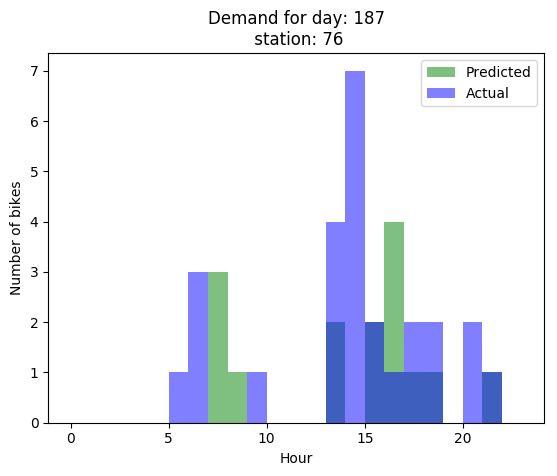 Demand for day: 187
station: 76
Predicted
Actual
Number of bikes
7
6
5
4
3
2
1
0
0 5 10 15 20
Hour